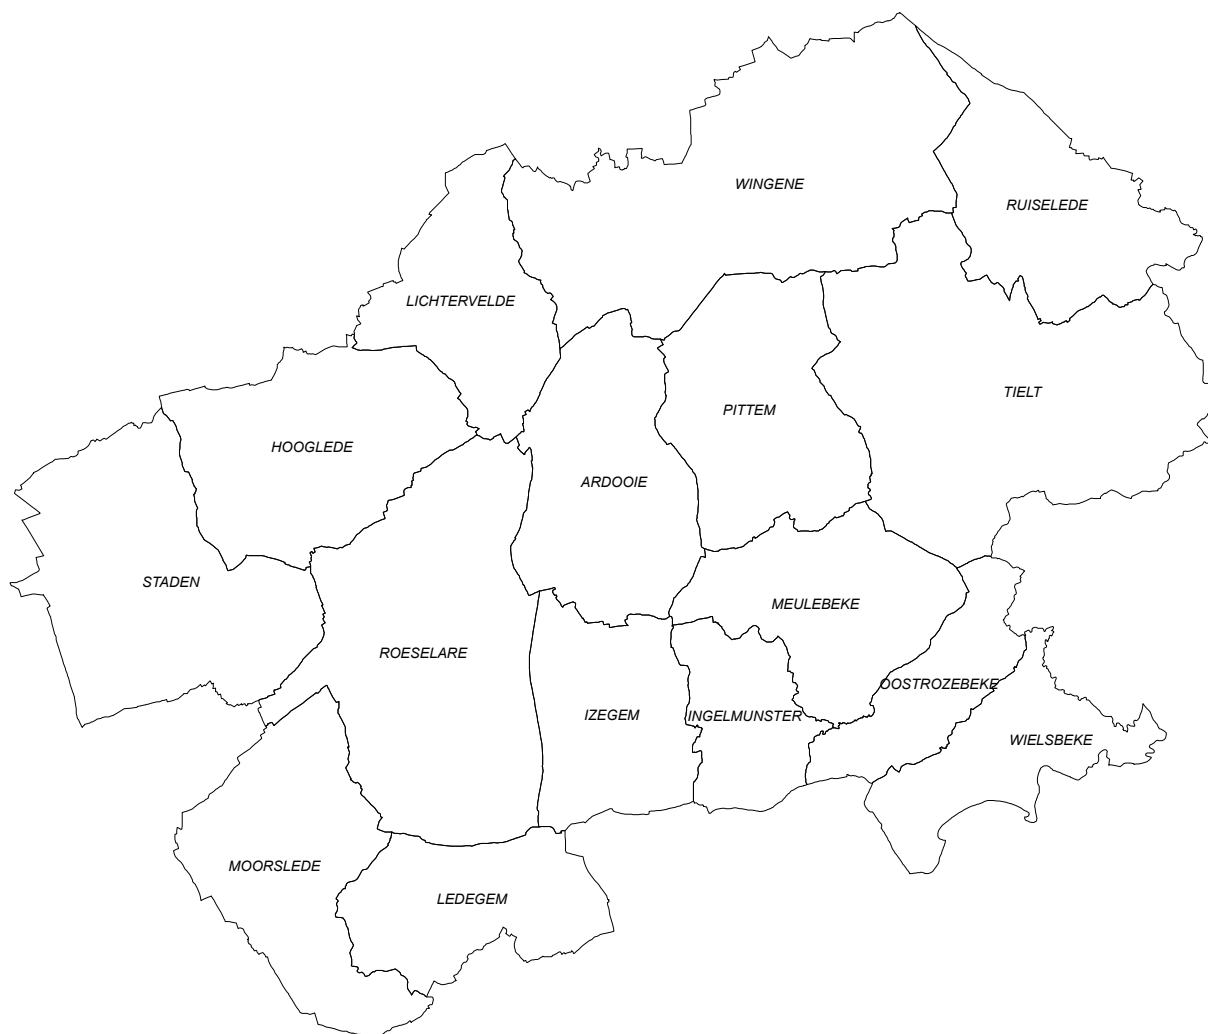 WINGENE
RUISELEDE
LICHTERVELDE
TIELT
PITTEM
HOOGLEDE
ARDOOIE
STADEN
MEULEBEKE
ROESELARE
OOSTROZEBEKE
IZEGEM
INGELMUNSTER
WIELSBEKE
MOORSLEDE
LEDEGEM